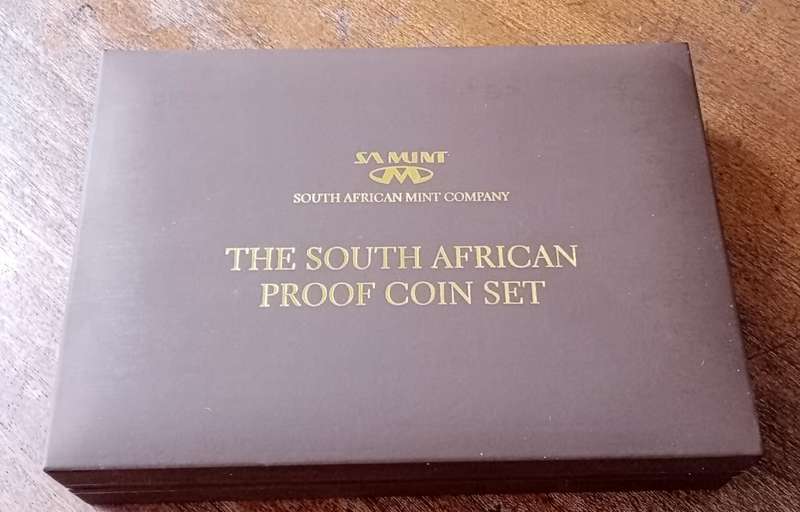 SA MINT
SOUTH AFRICAN MINT COMPANY
THE SOUTH AFRICAN
PROOF COIN SET